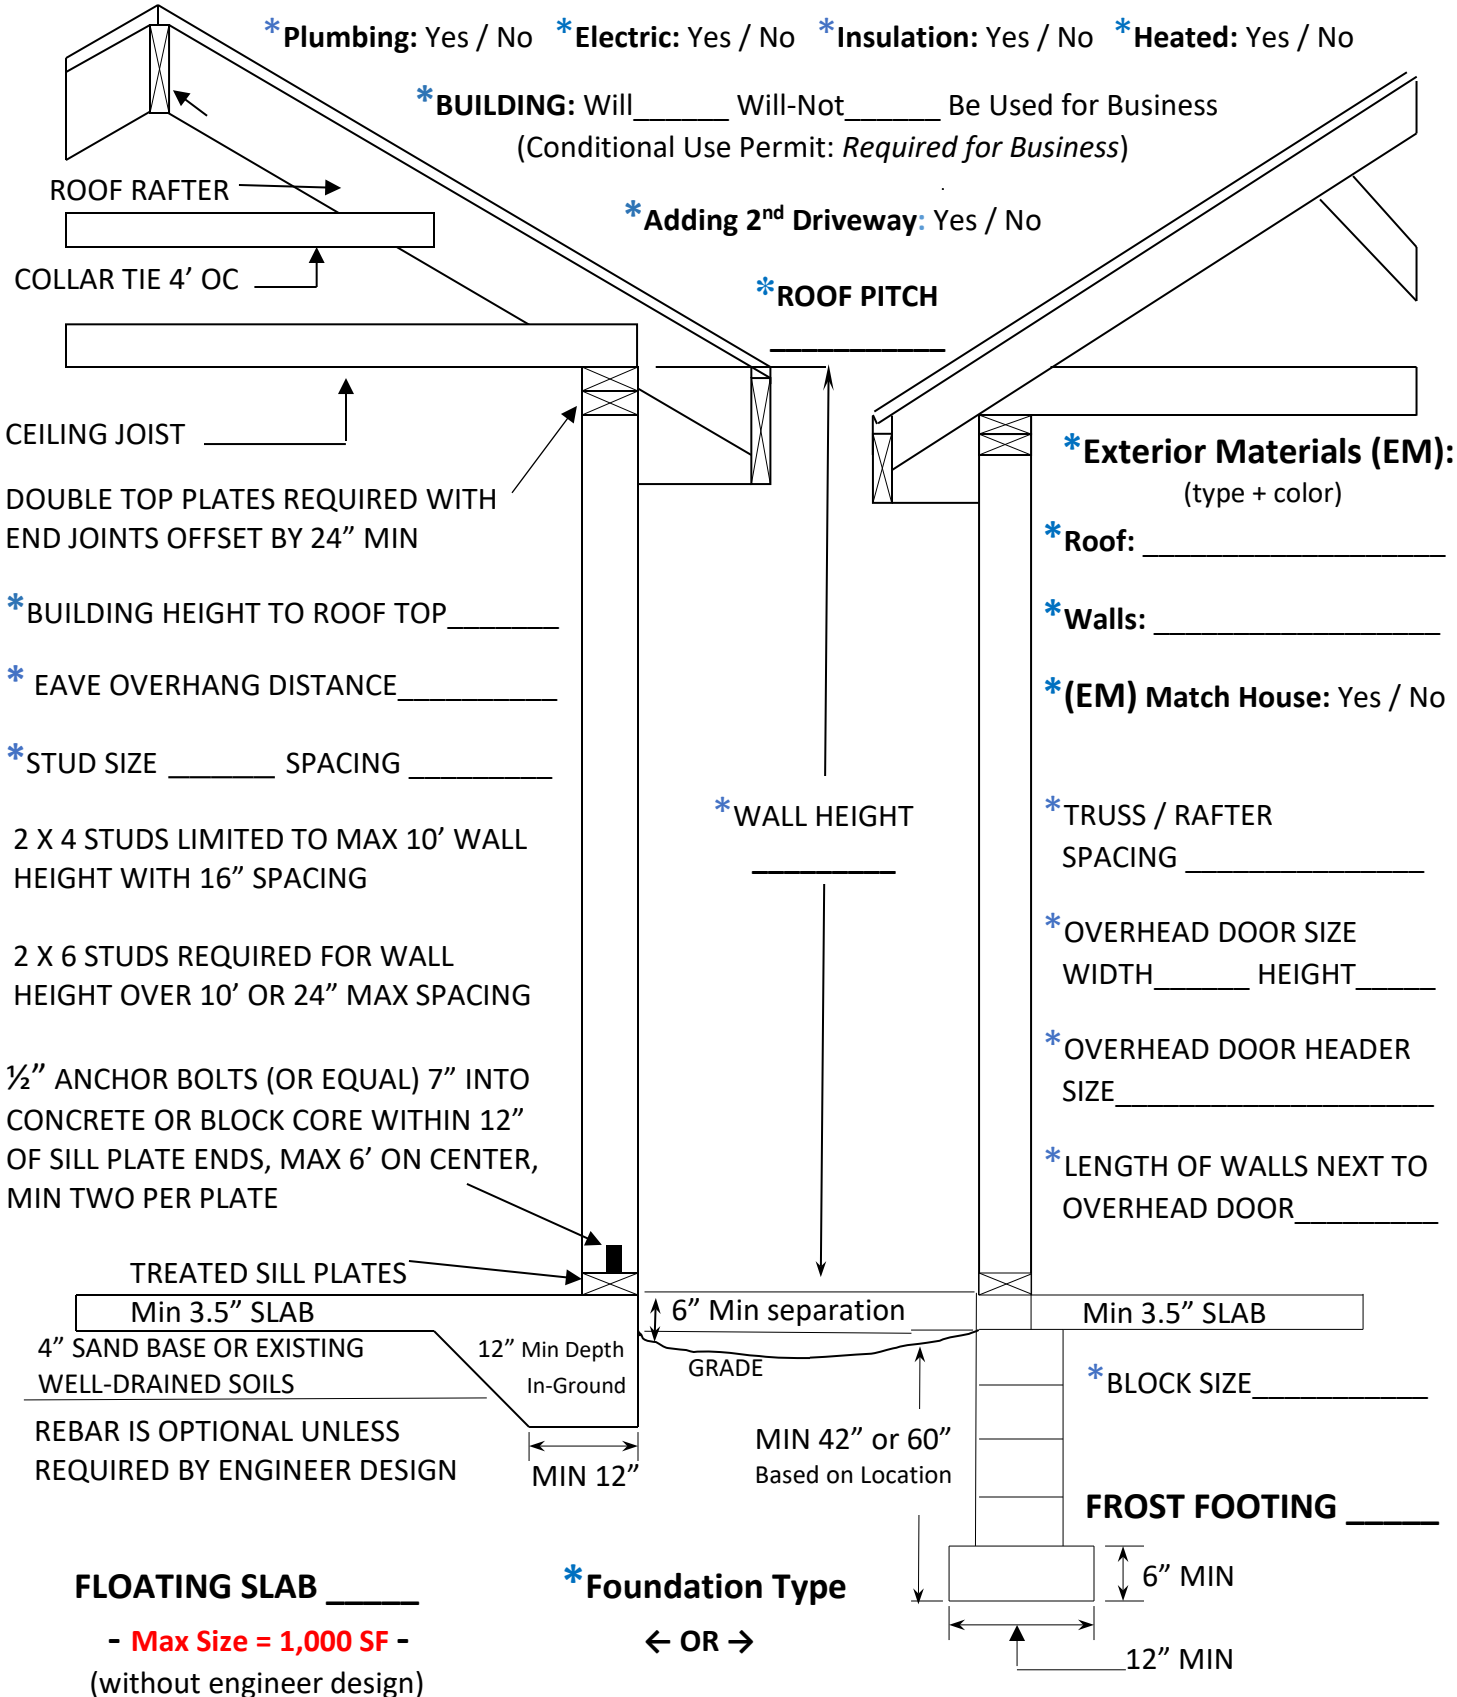 *Plumbing: Yes / No *Electric: Yes / No *Insulation: Yes / No *Heated: Yes / No
*BUILDING: Will______ Will-Not______ Be Used for Business
(Conditional Use Permit: Required for Business)
ROOF RAFTER
*Adding 2nd Driveway: Yes / No
COLLAR TIE 4’ OC
*ROOF PITCH
___________
CEILING JOIST
DOUBLE TOP PLATES REQUIRED WITH
END JOINTS OFFSET BY 24” MIN
*BUILDING HEIGHT TO ROOF TOP_______
* EAVE OVERHANG DISTANCE__________
*STUD SIZE ______ SPACING _________
2 X 4 STUDS LIMITED TO MAX 10’ WALL
HEIGHT WITH 16” SPACING
2 X 6 STUDS REQUIRED FOR WALL
HEIGHT OVER 10’ OR 24” MAX SPACING
½” ANCHOR BOLTS (OR EQUAL) 7” INTO
CONCRETE OR BLOCK CORE WITHIN 12”
OF SILL PLATE ENDS, MAX 6’ ON CENTER,
MIN TWO PER PLATE
TREATED SILL PLATES
*WALL HEIGHT
_________
*Exterior Materials (EM):
(type + color)
*Roof: ___________________
*Walls: __________________
*(EM) Match House: Yes / No
*TRUSS / RAFTER
SPACING _______________
*OVERHEAD DOOR SIZE
WIDTH______ HEIGHT_____
*OVERHEAD DOOR HEADER
SIZE____________________
*LENGTH OF WALLS NEXT TO
OVERHEAD DOOR_________
Min 3.5” SLAB
6” Min separation
Min 3.5” SLAB
4” SAND BASE OR EXISTING
WELL-DRAINED SOILS
12” Min Depth
In-Ground
GRADE
*BLOCK SIZE___________
REBAR IS OPTIONAL UNLESS
REQUIRED BY ENGINEER DESIGN
MIN 12”
MIN 42” or 60”
Based on Location
FROST FOOTING _____
FLOATING SLAB _____
*Foundation Type
6” MIN
- Max Size = 1,000 SF -
← OR →
12” MIN
(without engineer design)